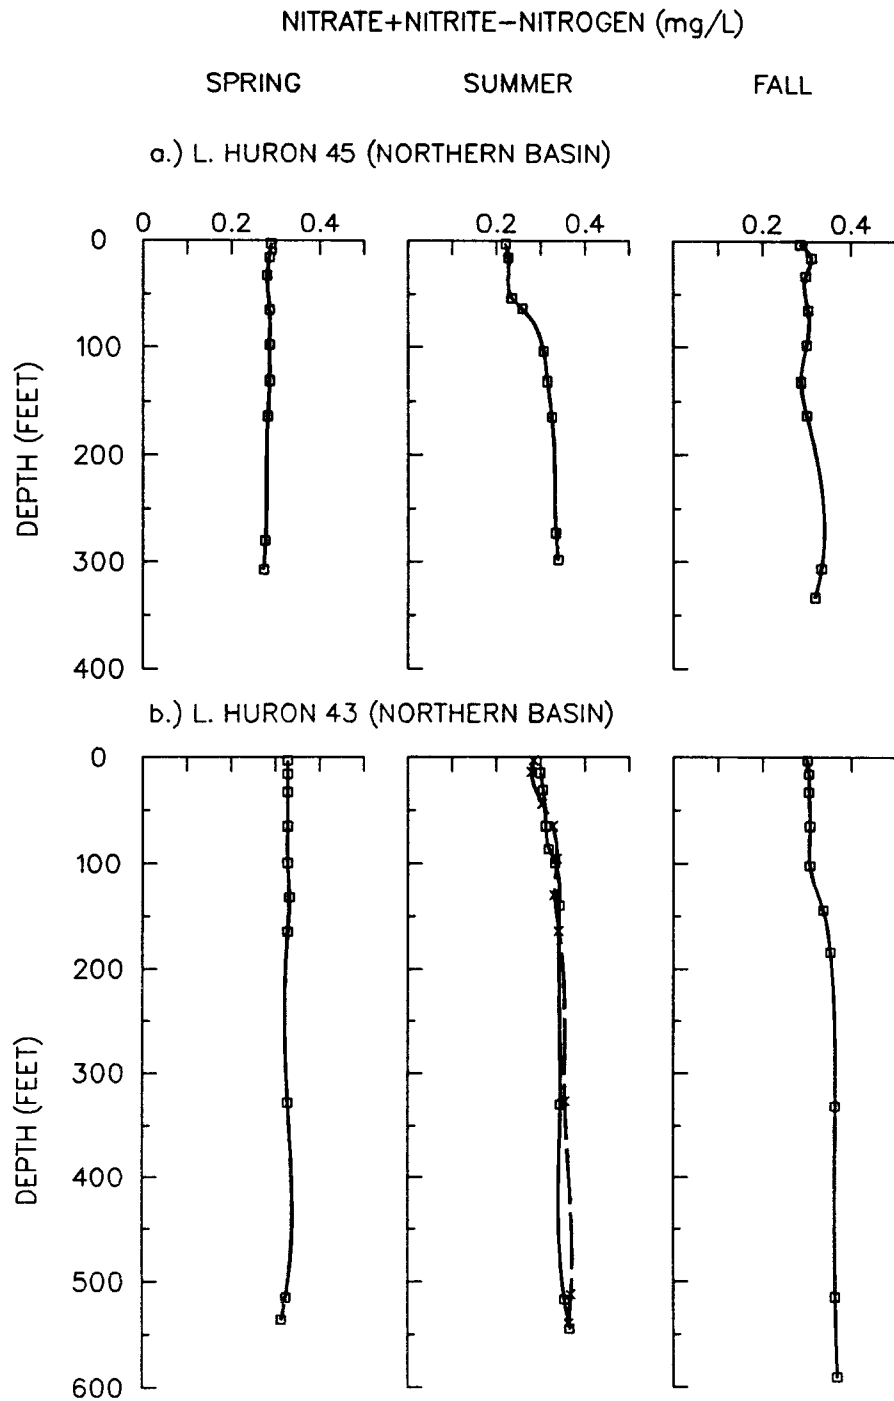 NITRATE+NITRITE-NITROGEN (mg/L)
SPRING SUMMER FALL
a.) L. HURON 45 (NORTHERN BASIN)
0 0.2 0.4 0.2 0.4 0.2 0.4
0
100
200
300
400
DEPTH (FEET)
b.) L. HURON 43 (NORTHERN BASIN)
0
100
200
300
400
500
600
DEPTH (FEET)